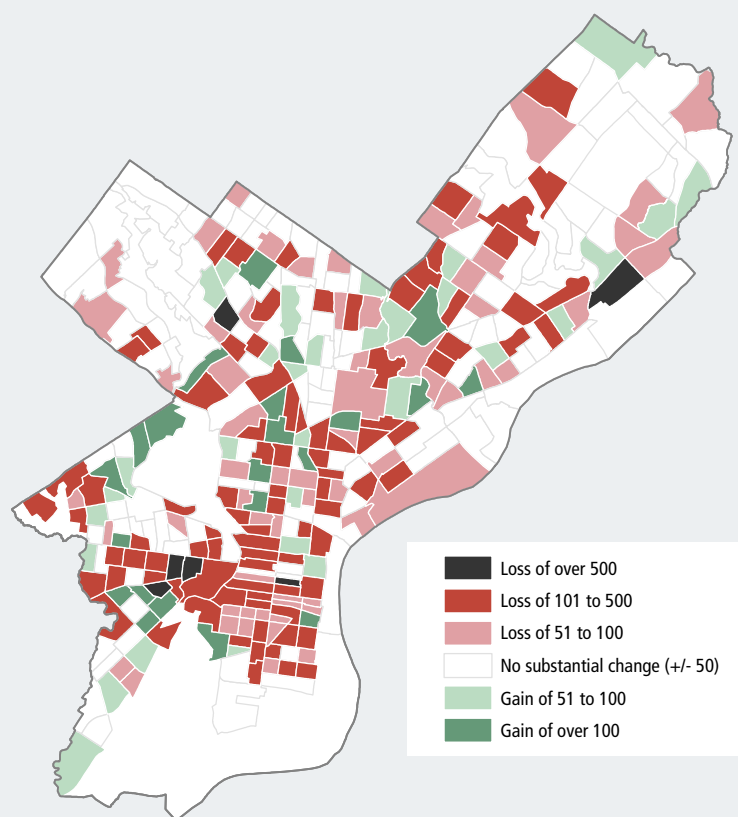 Loss of over 500
Loss of 101 to 500
Loss of 51 to 100
No substantial change (+/- 50)
Gain of 51 to 100
Gain of over 100